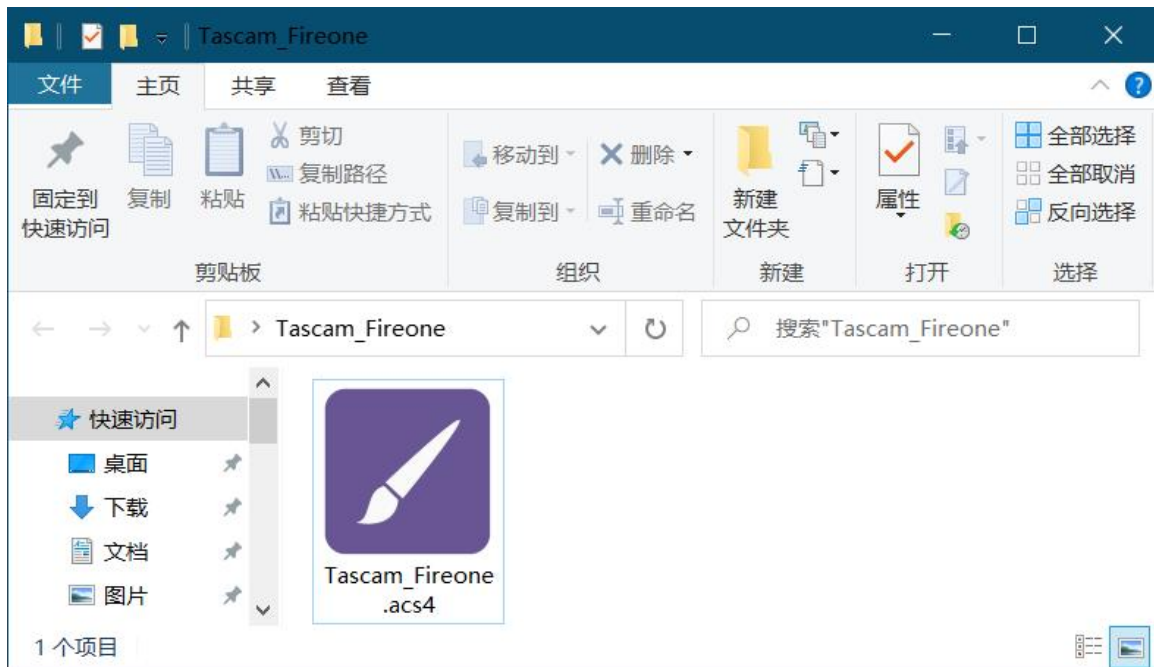 Tascam_Fireone
文件
主页
共享
查看
?
固定到
快速访问
复制
粘贴
剪切
W... 复制路径
粘贴快捷方式
剪贴板
移动到
复制到
删除
重命名
组织
新建
文件夹
新建
属性
打开
全部选择
全部取消
反向选择
选择
Tascam_Fireone
搜索"Tascam_Fireone"
快速访问
桌面
下载
文档
图片
Tascam_Fireone
.acs4
1 个项目